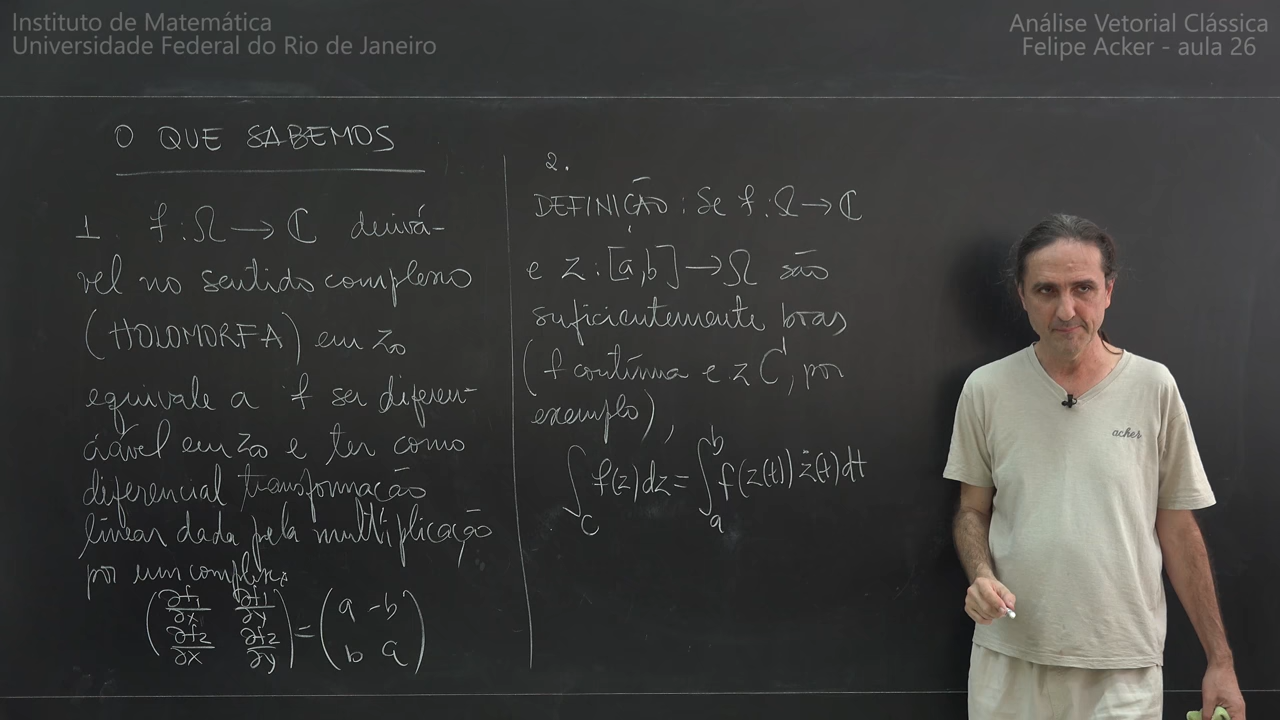 Instituto de Matemática
Universidade Federal do Rio de Janeiro
Análise Vetorial Clássica
Felipe Acker - aula 26
O QUE SABEMOS
1. f: Ω → ℂ derivá-
vel no sentido complexo
(HOLOMORFA) em z₀
equivale a f ser diferen-
ciável em z₀ e ter como
diferencial transformação
linear dada pela multiplicação
por um complexo
(∂f₁/∂x ∂f₁/∂y) = (a -b)
(∂f₂/∂x ∂f₂/∂y) (b a)
2.
DEFINIÇÃO: Se f: Ω → ℂ
e z: [a,b] → Ω são
suficientemente boas
(f contínua e z C¹, por
exemplo),
∫_C f(z)dz = ∫_a^b f(z(t)) ż(t) dt
acker